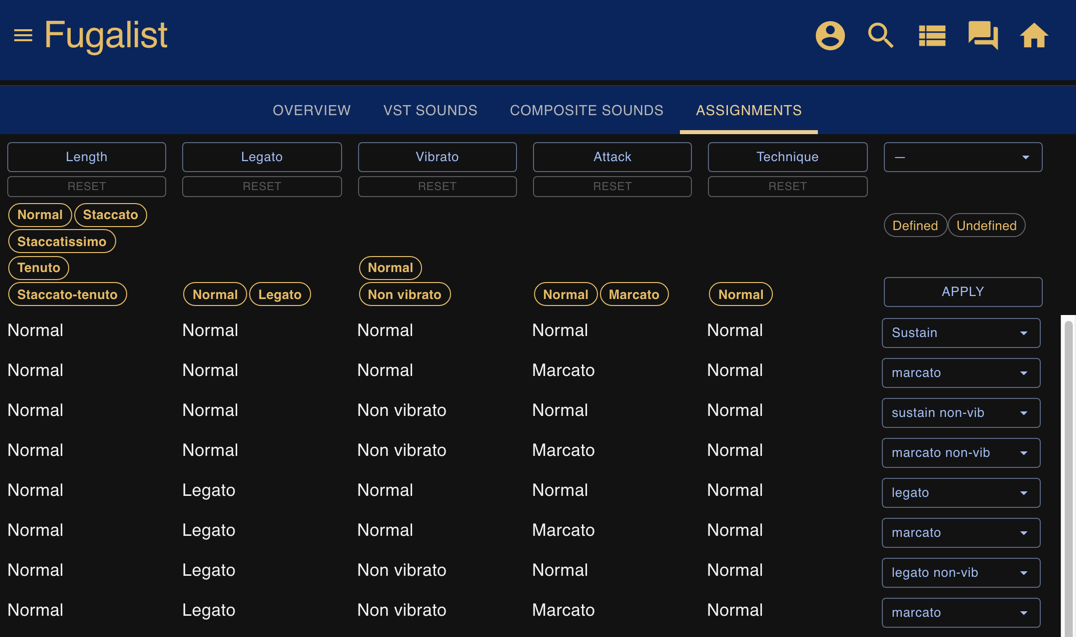 Fugalist
OVERVIEW VST SOUNDS COMPOSITE SOUNDS ASSIGNMENTS
Length Legato Vibrato Attack Technique —
RESET RESET RESET RESET RESET
Normal Staccato
Staccatissimo
Defined Undefined
Tenuto Normal
Staccato-tenuto Normal Legato Non vibrato Normal Marcato Normal
APPLY
Normal Normal Normal Normal Normal Sustain
Normal Normal Normal Marcato Normal marcato
Normal Normal Non vibrato Normal Normal sustain non-vib
Normal Normal Non vibrato Marcato Normal marcato non-vib
Normal Legato Normal Normal Normal legato
Normal Legato Normal Marcato Normal marcato
Normal Legato Non vibrato Normal Normal legato non-vib
Normal Legato Non vibrato Marcato Normal marcato